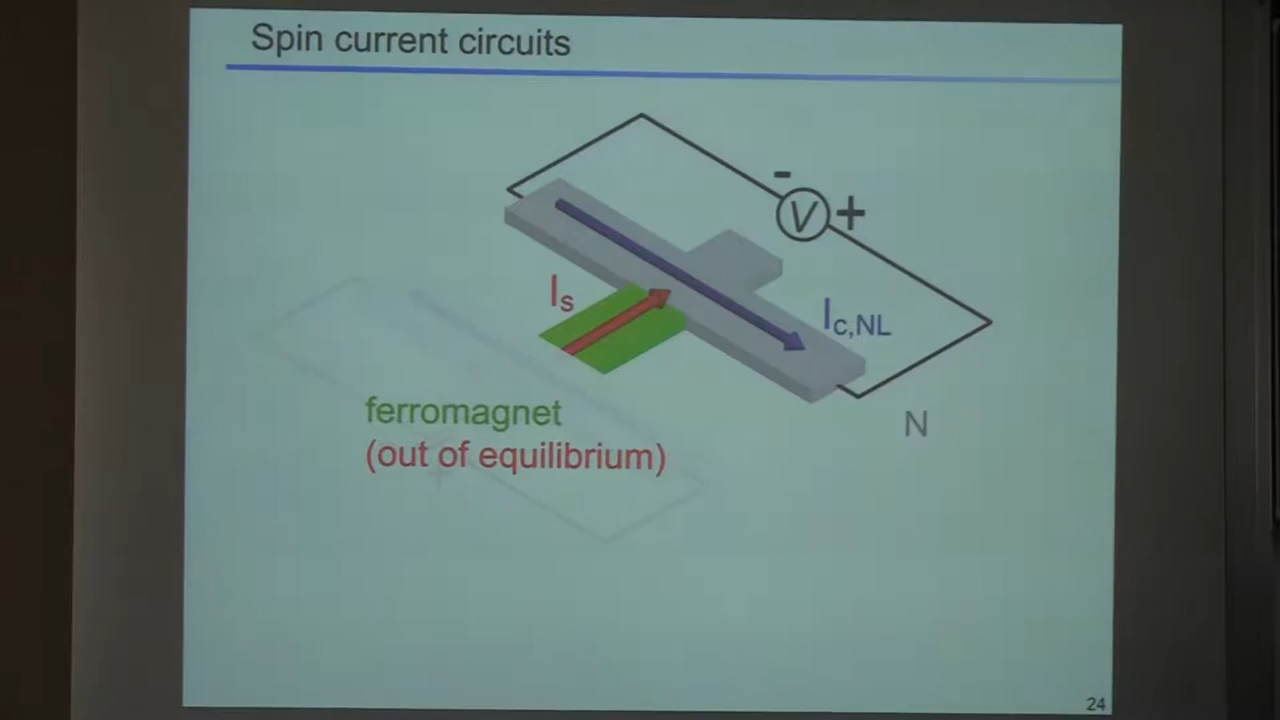 Spin current circuits
-
V +
Is
Ic,NL
ferromagnet
N
(out of equilibrium)
24